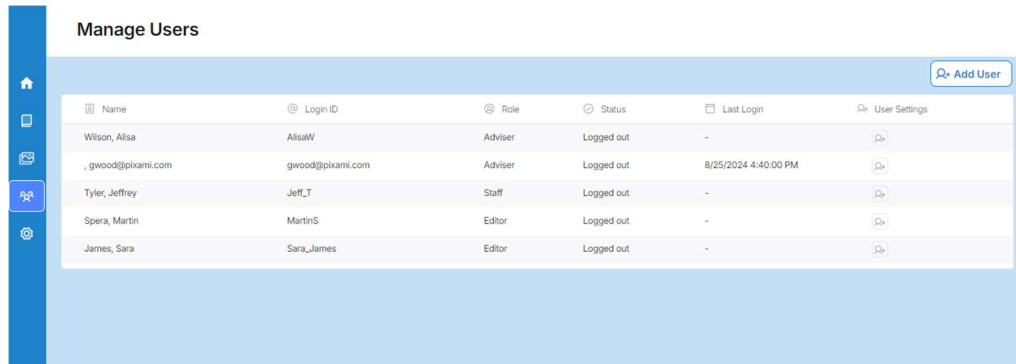 Manage Users
Add User
Name Login ID Role Status Last Login User Settings
Wilson, Alisa AlisaW Adviser Logged out -
, gwood@pixami.com gwood@pixami.com Adviser Logged out 8/25/2024 4:40:00 PM
Tyler, Jeffrey Jeff_T Staff Logged out -
Spera, Martin MartinS Editor Logged out -
James, Sara Sara_James Editor Logged out -